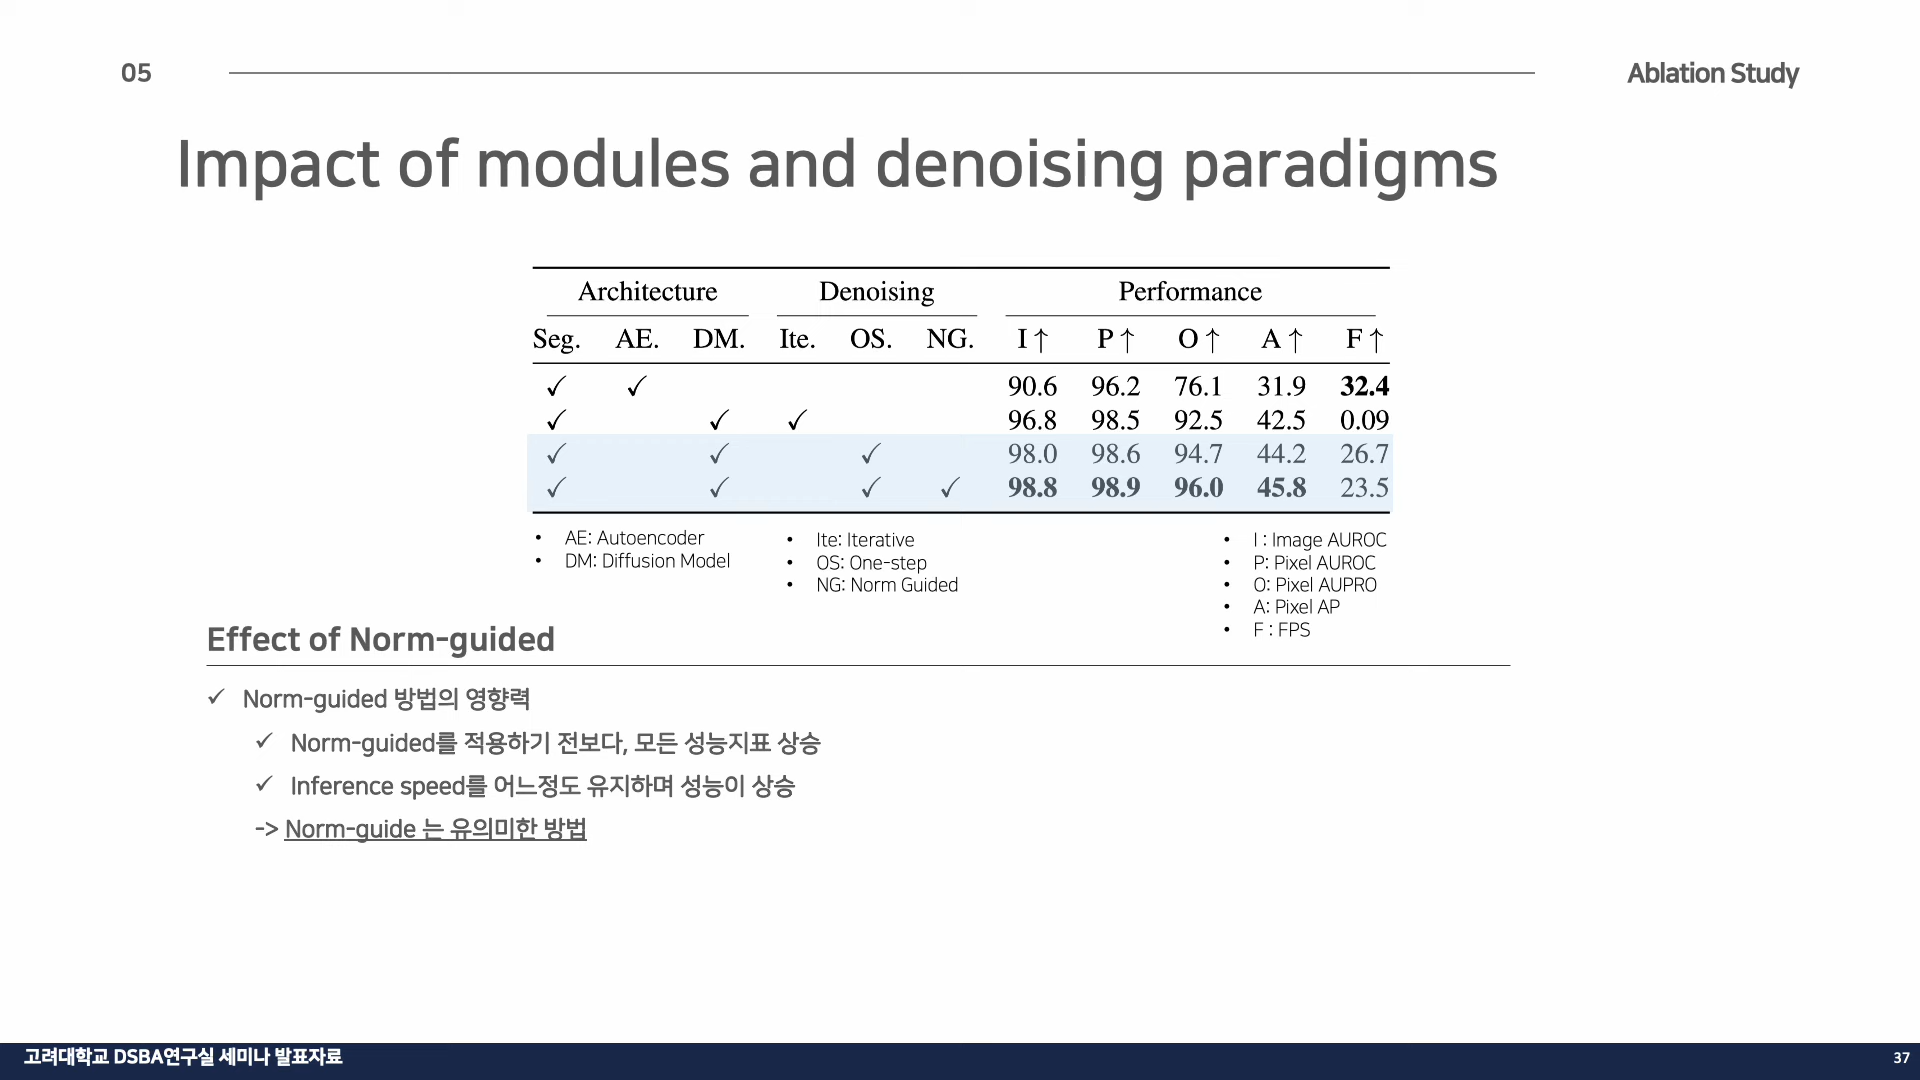 05
Ablation Study
Impact of modules and denoising paradigms
Architecture Denoising Performance
Seg. AE. DM. Ite. OS. NG. I↑ P↑ O↑ A↑ F↑
✓ ✓ 90.6 96.2 76.1 31.9 32.4
✓ ✓ ✓ 96.8 98.5 92.5 42.5 0.09
✓ ✓ ✓ 98.0 98.6 94.7 44.2 26.7
✓ ✓ ✓ ✓ 98.8 98.9 96.0 45.8 23.5
• AE: Autoencoder
• DM: Diffusion Model
• Ite: Iterative
• OS: One-step
• NG: Norm Guided
• I : Image AUROC
• P: Pixel AUROC
• O: Pixel AUPRO
• A: Pixel AP
• F : FPS
Effect of Norm-guided
✓ Norm-guided 방법의 영향력
✓ Norm-guided를 적용하기 전보다, 모든 성능지표 상승
✓ Inference speed를 어느정도 유지하며 성능이 상승
-> Norm-guide 는 유의미한 방법
고려대학교 DSBA연구실 세미나 발표자료
37